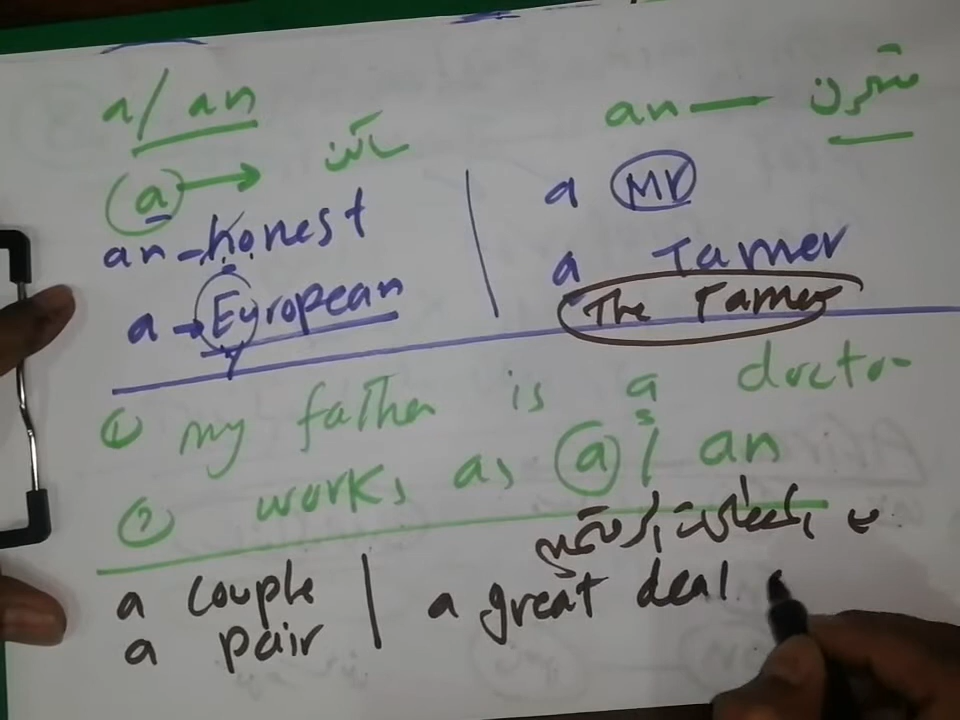 a/ an
an — متحرك
a → ساكن
an - honest
a → European
y
a Mr
a Tamer
The Tamer
① my father is a doctor
② works as a / an
a couple
a pair
a great deal